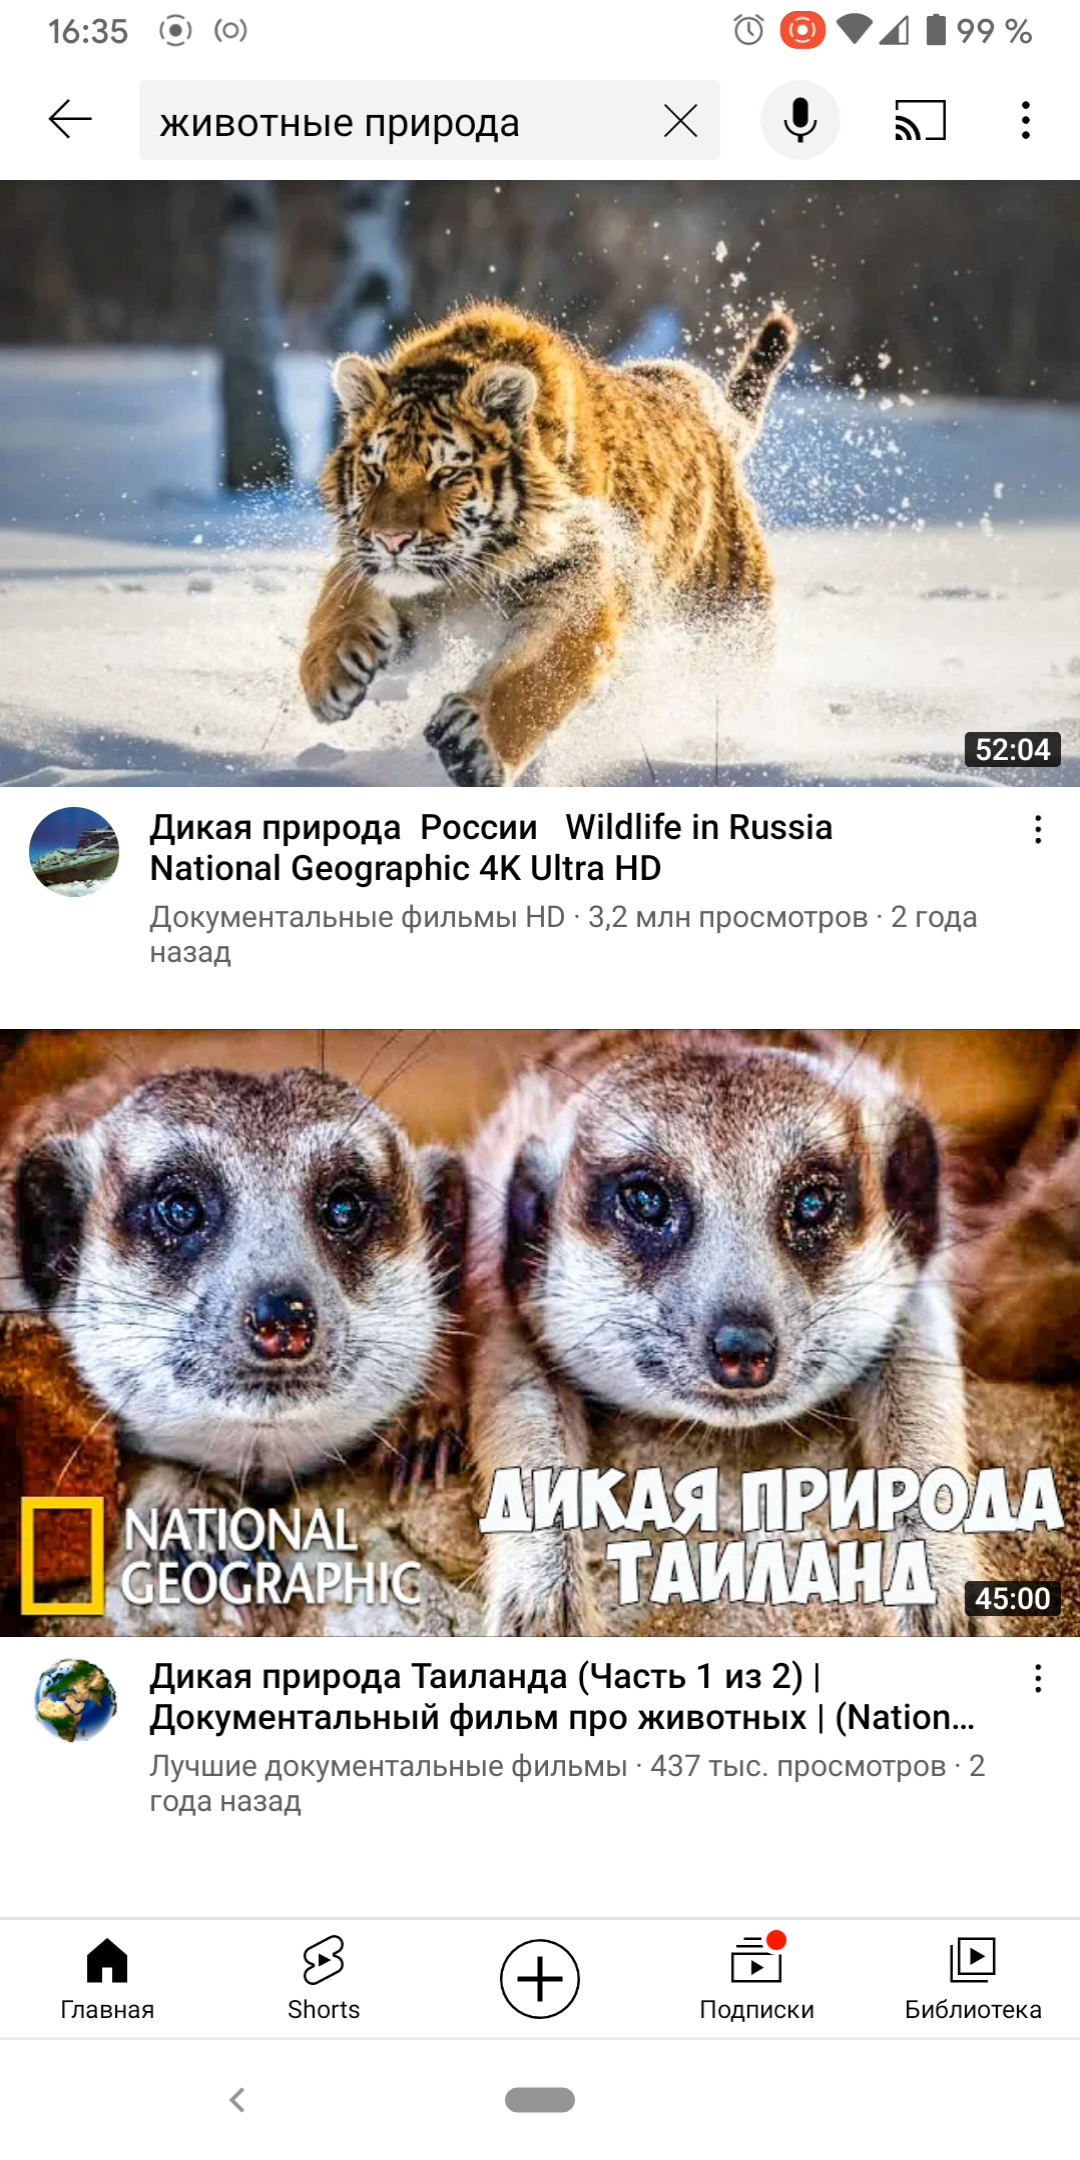 16:35
99 %
животные природа
52:04
Дикая природа  России   Wildlife in Russia
National Geographic 4K Ultra HD
Документальные фильмы HD · 3,2 млн просмотров · 2 года
назад
NATIONAL
GEOGRAPHIC
ДИКАЯ ПРИРОДА
ТАИЛАНД
45:00
Дикая природа Таиланда (Часть 1 из 2) |
Документальный фильм про животных | (Nation...
Лучшие документальные фильмы · 437 тыс. просмотров · 2
года назад
Главная
Shorts
Подписки
Библиотека